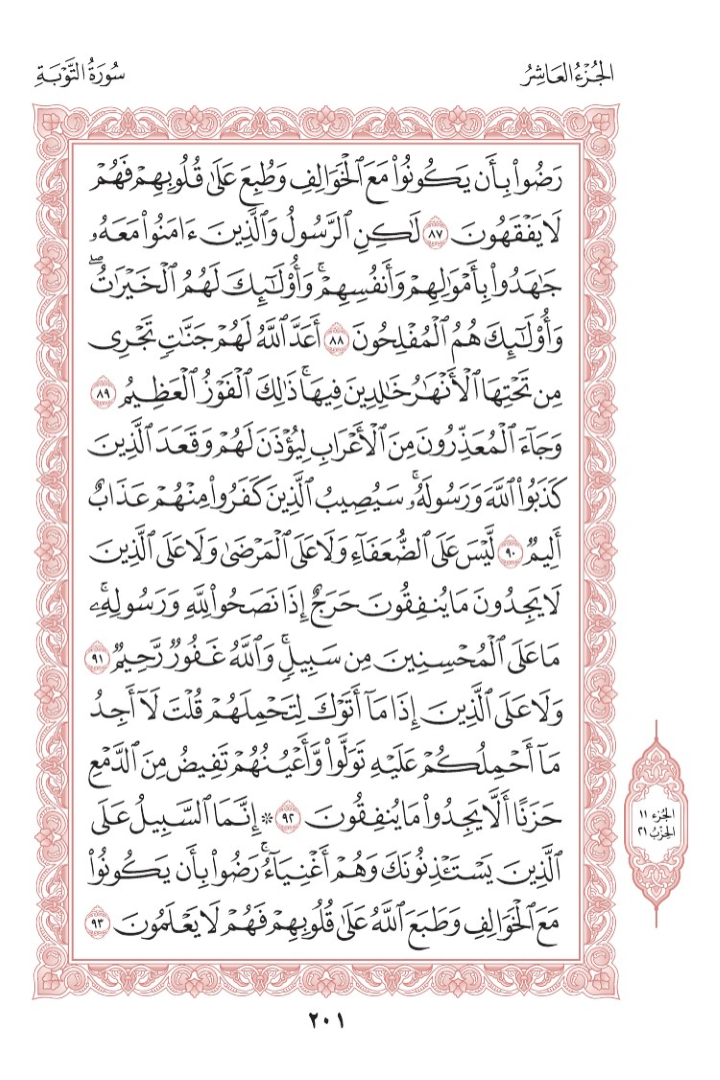 الجُزْءُ العَاشِرُ
سُورَةُ التَّوْبَةِ
رَضُواْ بِأَن يَكُونُواْ مَعَ ٱلْخَوَالِفِ وَطُبِعَ عَلَىٰ قُلُوبِهِمْ فَهُمْ
لَا يَفْقَهُونَ ٨٧ لَٰكِنِ ٱلرَّسُولُ وَٱلَّذِينَ ءَامَنُواْ مَعَهُۥ
جَٰهَدُواْ بِأَمْوَٰلِهِمْ وَأَنفُسِهِمْۚ وَأُوْلَٰٓئِكَ لَهُمُ ٱلْخَيْرَٰتُۖ
وَأُوْلَٰٓئِكَ هُمُ ٱلْمُفْلِحُونَ ٨٨ أَعَدَّ ٱللَّهُ لَهُمْ جَنَّٰتٍ تَجْرِى
مِن تَحْتِهَا ٱلْأَنْهَٰرُ خَٰلِدِينَ فِيهَاۚ ذَٰلِكَ ٱلْفَوْزُ ٱلْعَظِيمُ ٨٩
وَجَآءَ ٱلْمُعَذِّرُونَ مِنَ ٱلْأَعْرَابِ لِيُؤْذَنَ لَهُمْ وَقَعَدَ ٱلَّذِينَ
كَذَبُواْ ٱللَّهَ وَرَسُولَهُۥۚ سَيُصِيبُ ٱلَّذِينَ كَفَرُواْ مِنْهُمْ عَذَابٌ
أَلِيمٌ ٩٠ لَّيْسَ عَلَى ٱلضُّعَفَآءِ وَلَا عَلَى ٱلْمَرْضَىٰ وَلَا عَلَى ٱلَّذِينَ
لَا يَجِدُونَ مَا يُنفِقُونَ حَرَجٌ إِذَا نَصَحُواْ لِلَّهِ وَرَسُولِهِۦۚ
مَا عَلَى ٱلْمُحْسِنِينَ مِن سَبِيلٍۚ وَٱللَّهُ غَفُورٌ رَّحِيمٌ ٩١
وَلَا عَلَى ٱلَّذِينَ إِذَا مَآ أَتَوْكَ لِتَحْمِلَهُمْ قُلْتَ لَآ أَجِدُ
مَآ أَحْمِلُكُمْ عَلَيْهِ تَوَلَّواْ وَّأَعْيُنُهُمْ تَفِيضُ مِنَ ٱلدَّمْعِ
حَزَنًا أَلَّا يَجِدُواْ مَا يُنفِقُونَ ٩٢ ۞ إِنَّمَا ٱلسَّبِيلُ عَلَى
ٱلَّذِينَ يَسْتَـْٔذِنُونَكَ وَهُمْ أَغْنِيَآءُۚ رَضُواْ بِأَن يَكُونُواْ
مَعَ ٱلْخَوَالِفِ وَطَبَعَ ٱللَّهُ عَلَىٰ قُلُوبِهِمْ فَهُمْ لَا يَعْلَمُونَ ٩٣
الجُزء ١١
الحِزْبُ ٢١
٢٠١